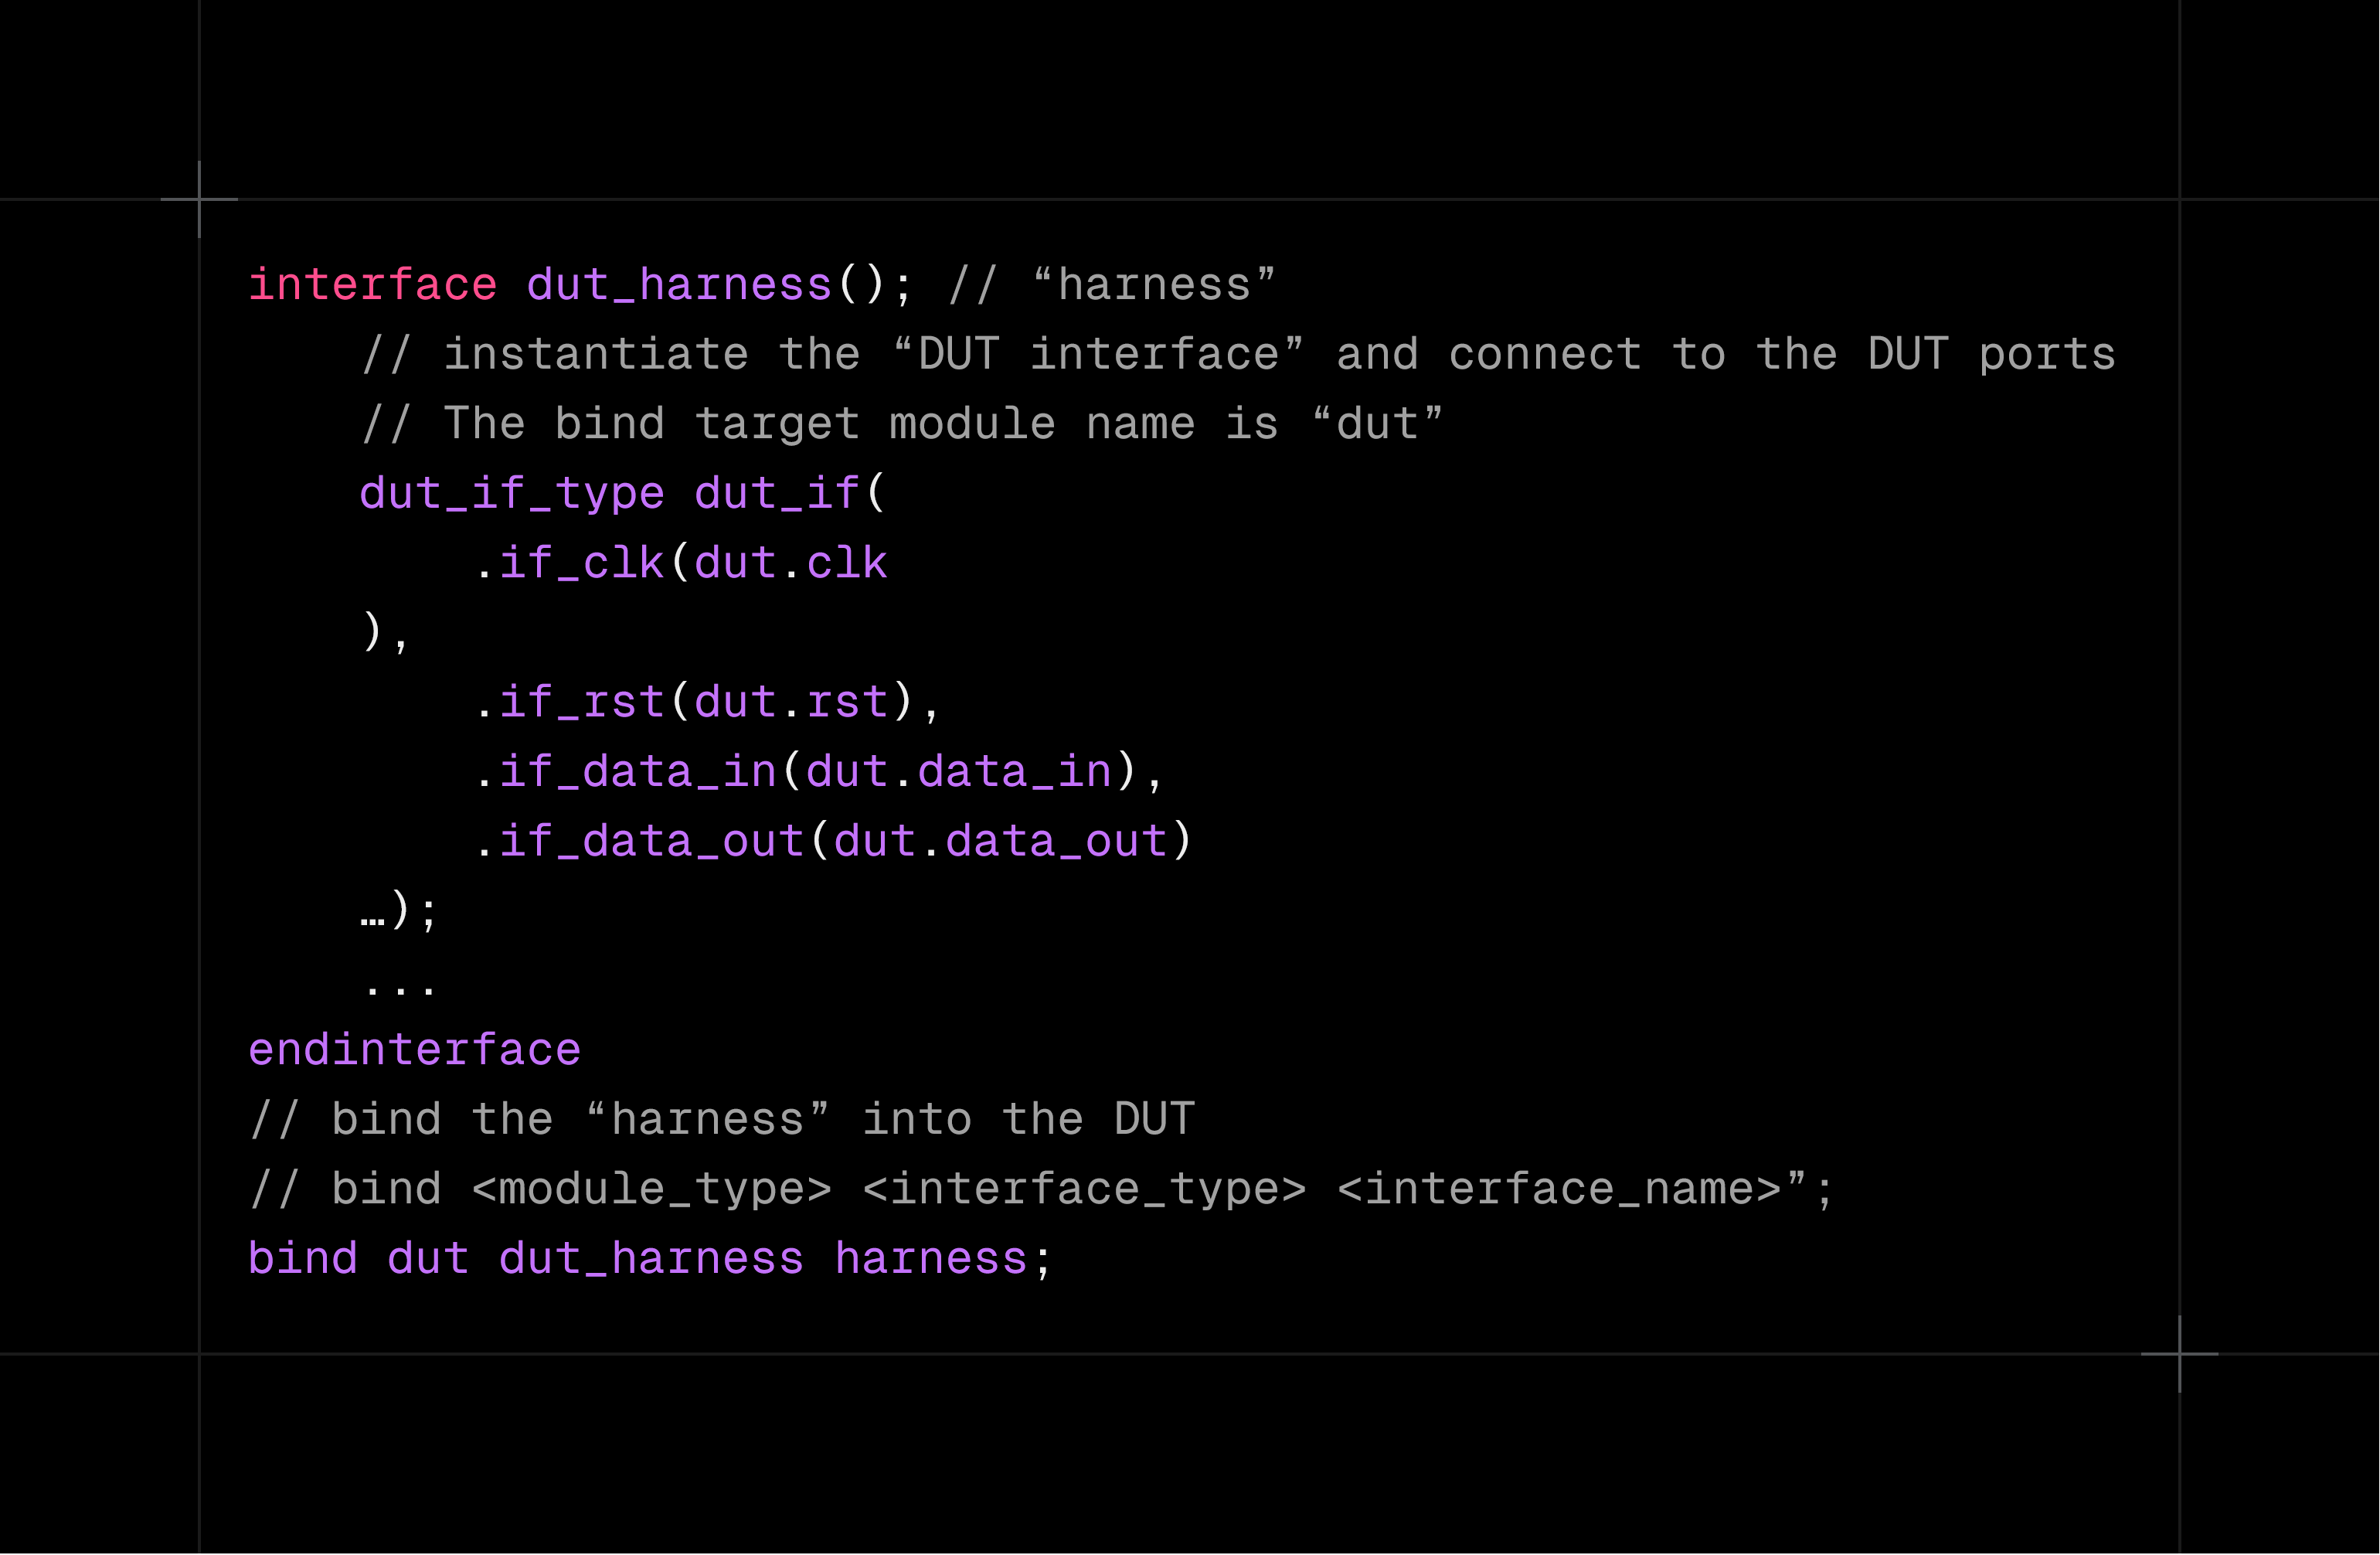 interface dut_harness(); // “harness”
// instantiate the “DUT interface” and connect to the DUT ports
// The bind target module name is “dut”
dut_if_type dut_if(
.if_clk(dut.clk
),
.if_rst(dut.rst),
.if_data_in(dut.data_in),
.if_data_out(dut.data_out)
…);
...
endinterface
// bind the “harness” into the DUT
// bind <module_type> <interface_type> <interface_name>”;
bind dut dut_harness harness;